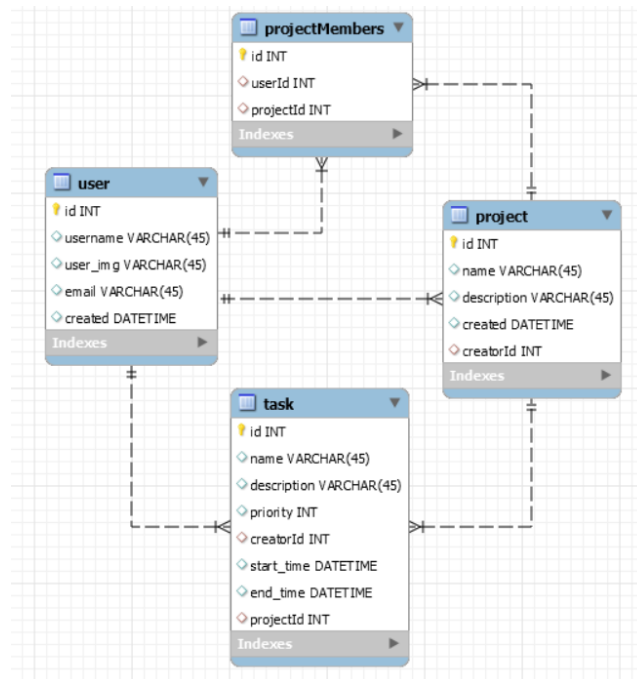 projectMembers
id INT
userId INT
projectId INT
Indexes
user
id INT
username VARCHAR(45)
user_img VARCHAR(45)
email VARCHAR(45)
created DATETIME
Indexes
project
id INT
name VARCHAR(45)
description VARCHAR(45)
created DATETIME
creatorId INT
Indexes
task
id INT
name VARCHAR(45)
description VARCHAR(45)
priority INT
creatorId INT
start_time DATETIME
end_time DATETIME
projectId INT
Indexes